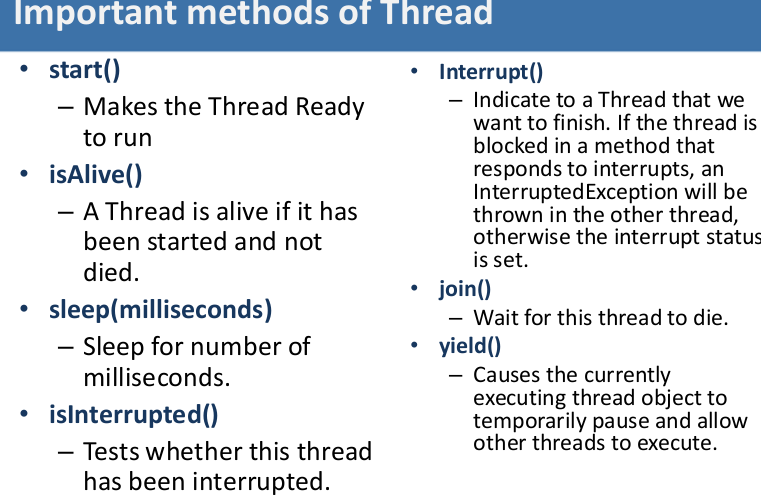 Important methods of Thread
• start()
– Makes the Thread Ready
to run
• isAlive()
– A Thread is alive if it has
been started and not
died.
• sleep(milliseconds)
– Sleep for number of
milliseconds.
• isInterrupted()
– Tests whether this thread
has been interrupted.
• Interrupt()
– Indicate to a Thread that we
want to finish. If the thread is
blocked in a method that
responds to interrupts, an
InterruptedException will be
thrown in the other thread,
otherwise the interrupt status
is set.
• join()
– Wait for this thread to die.
• yield()
– Causes the currently
executing thread object to
temporarily pause and allow
other threads to execute.